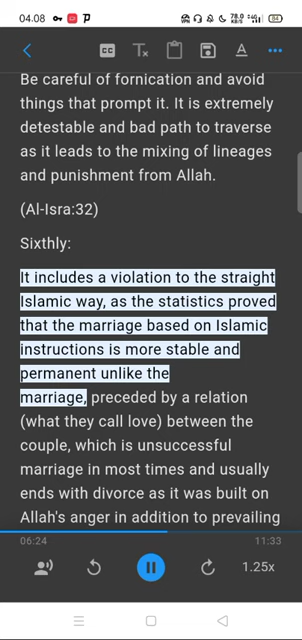 04.08
78.0 KB/S
84
CC
Be careful of fornication and avoid
things that prompt it. It is extremely
detestable and bad path to traverse
as it leads to the mixing of lineages
and punishment from Allah.
(Al-Isra:32)
Sixthly:
It includes a violation to the straight
Islamic way, as the statistics proved
that the marriage based on Islamic
instructions is more stable and
permanent unlike the
marriage, preceded by a relation
(what they call love) between the
couple, which is unsuccessful
marriage in most times and usually
ends with divorce as it was built on
Allah's anger in addition to prevailing
06:24
11:33
1.25x